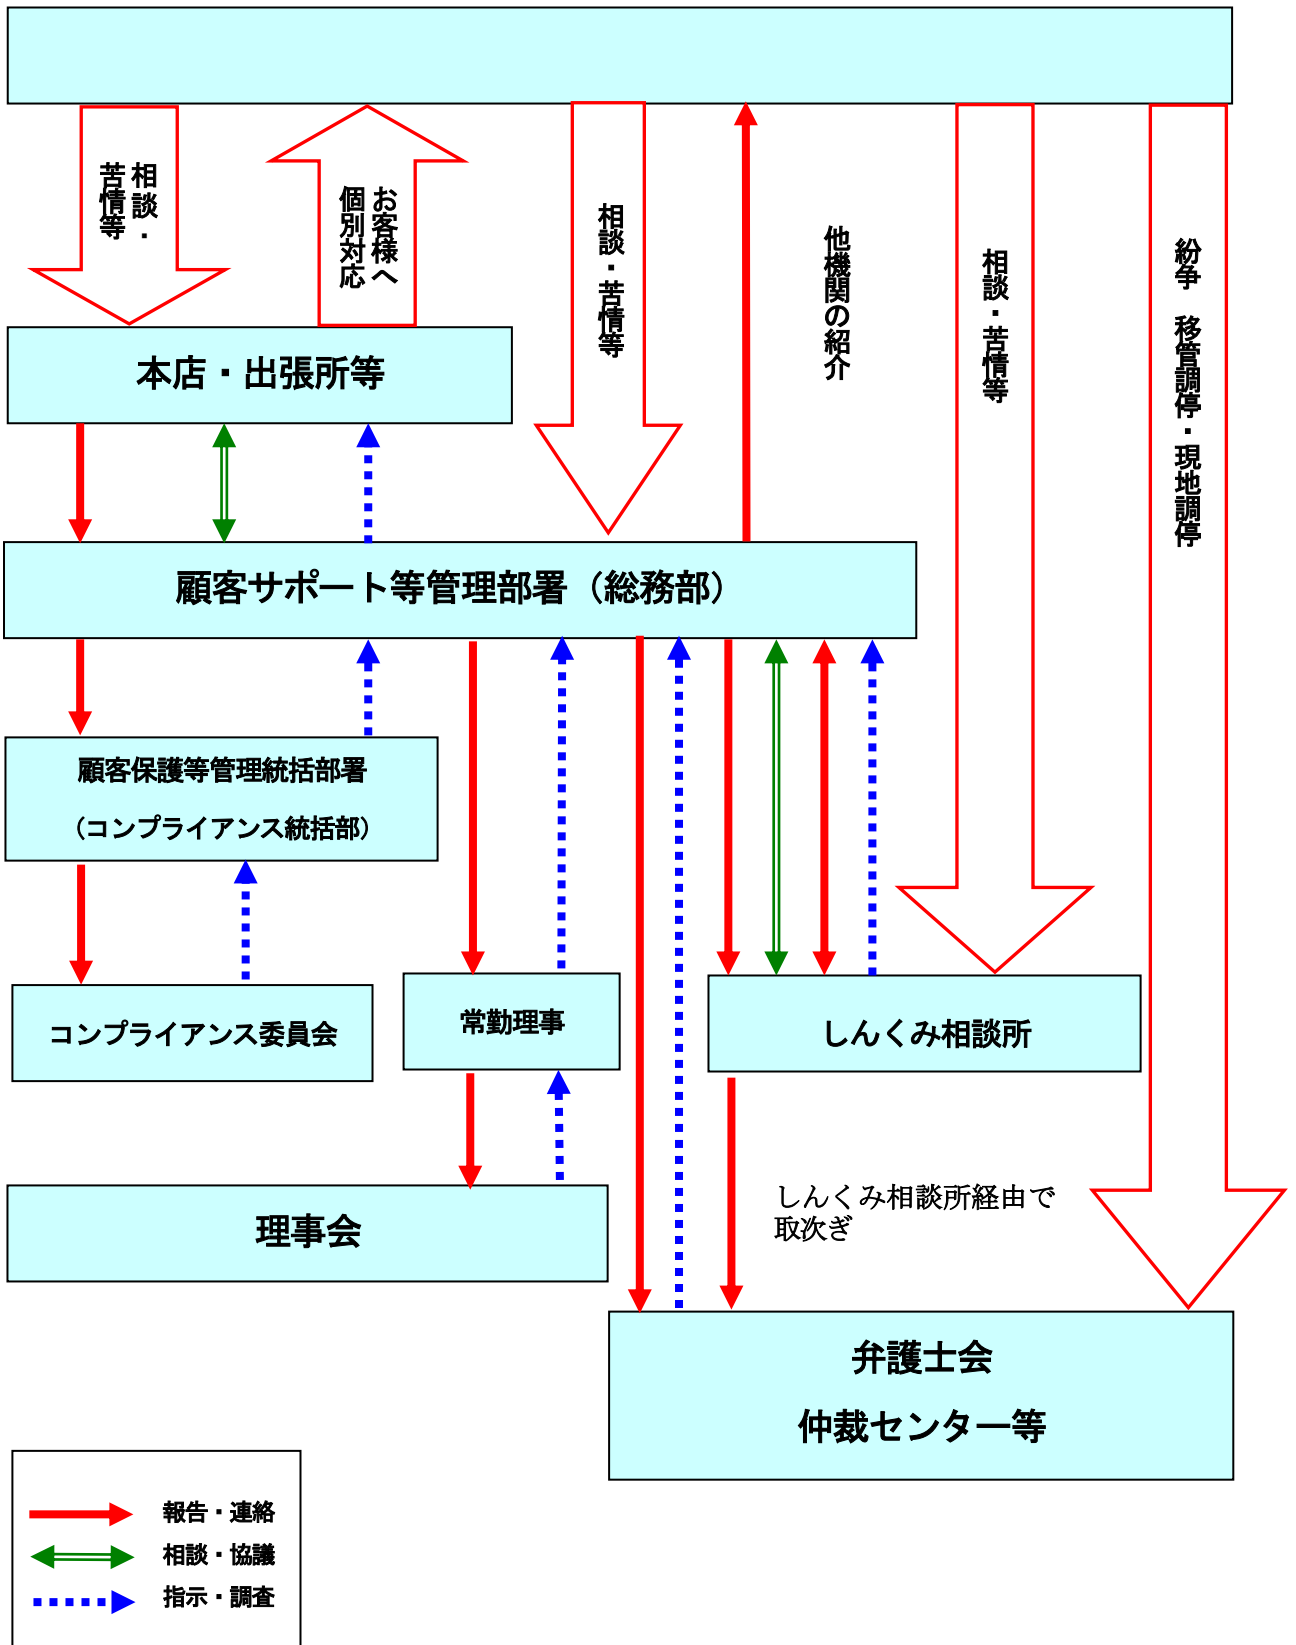 相談・
苦情等
お客様へ
個別対応
相談・苦情等
他機関の紹介
相談・苦情等
紛争　移管調停・現地調停
本店・出張所等
顧客サポート等管理部署（総務部）
顧客保護等管理統括部署
（コンプライアンス統括部）
コンプライアンス委員会
常勤理事
しんくみ相談所
しんくみ相談所経由で
取次ぎ
理事会
弁護士会
仲裁センター等
報告・連絡
相談・協議
指示・調査